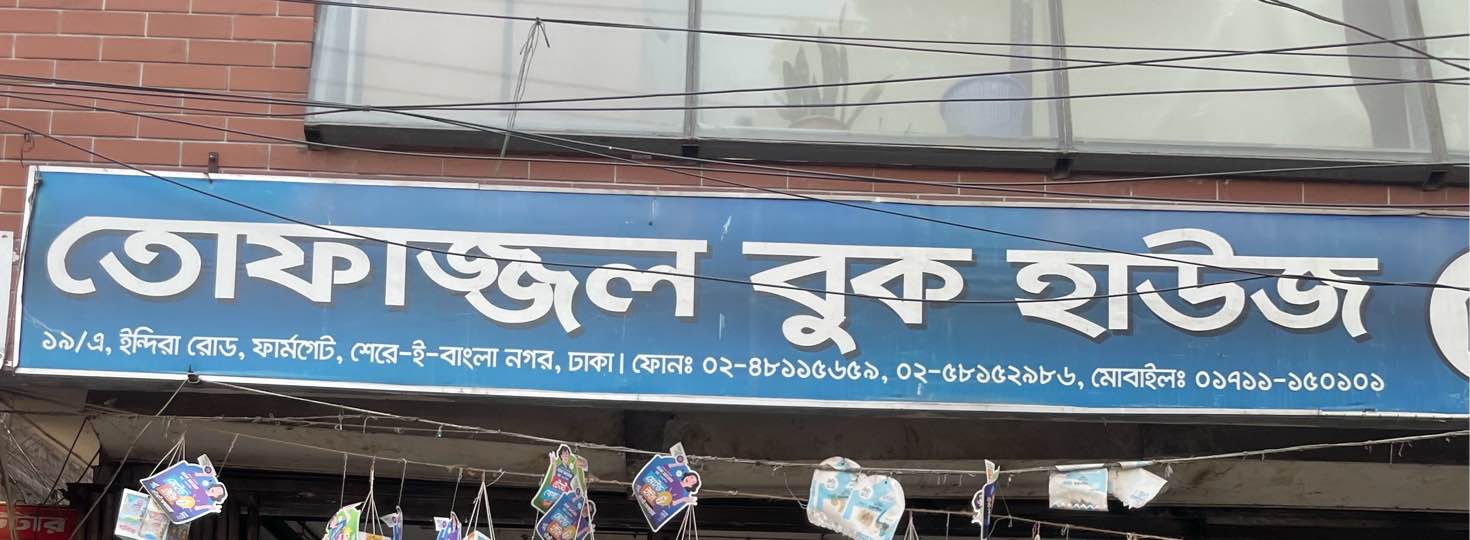 তোফাজ্জল বুক হাউজ
১৯/এ, ইন্দিরা রোড, ফার্মগেট, শেরে-ই-বাংলা নগর, ঢাকা। ফোনঃ ০২-৪৮১১৫৬৫৯, ০২-৫৮১৫২৯৮৬, মোবাইলঃ ০১৭১১-১৫০১০১